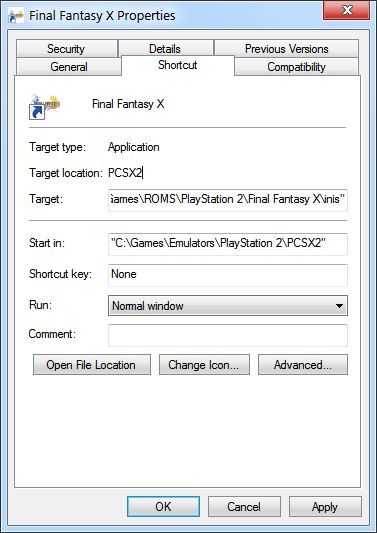 Final Fantasy X Properties
Security Details Previous Versions
General Shortcut Compatibility
Final Fantasy X
Target type: Application
Target location: PCSX2
Target: Games\ROMS\PlayStation 2\Final Fantasy X\inis"
Start in: "C:\Games\Emulators\PlayStation 2\PCSX2"
Shortcut key: None
Run: Normal window
Comment:
Open File Location Change Icon... Advanced...
OK Cancel Apply